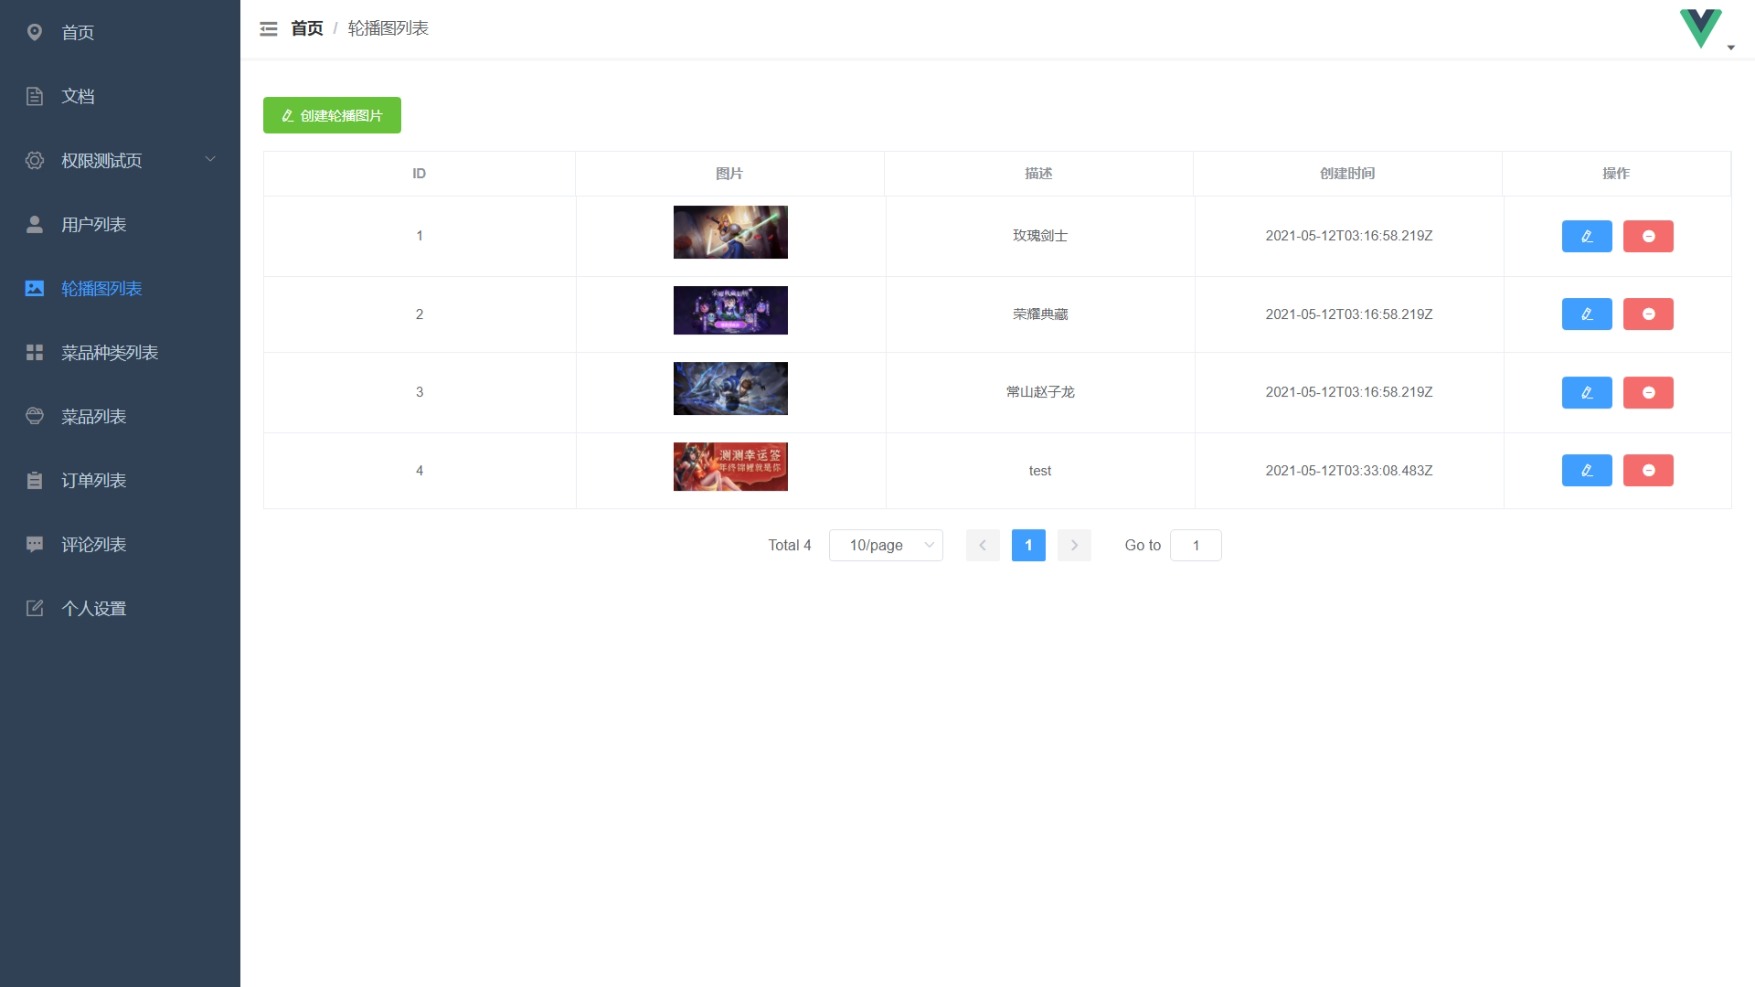 首页
文档
权限测试页
用户列表
轮播图列表
菜品种类列表
菜品列表
订单列表
评论列表
个人设置
首页 / 轮播图列表
创建轮播图片
ID 图片 描述 创建时间 操作
1 玫瑰剑士 2021-05-12T03:16:58.219Z
2 荣耀典藏 2021-05-12T03:16:58.219Z
3 常山赵子龙 2021-05-12T03:16:58.219Z
测测幸运签
年终锦鲤就是你
4 test 2021-05-12T03:33:08.483Z
Total 4 10/page 1 Go to 1